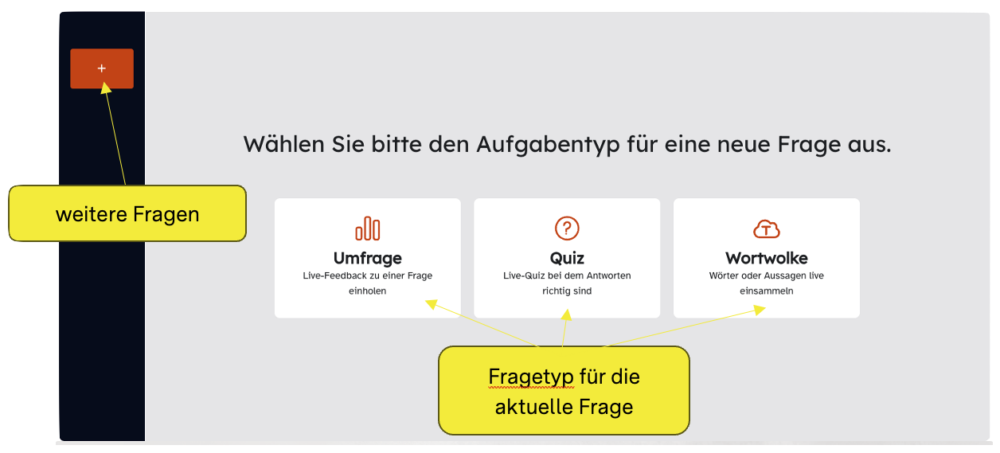 +
Wählen Sie bitte den Aufgabentyp für eine neue Frage aus.
weitere Fragen
Umfrage
Live-Feedback zu einer Frage
einholen
Quiz
Live-Quiz bei dem Antworten
richtig sind
T
Wortwolke
Wörter oder Aussagen live
einsammeln
Fragetyp für die
aktuelle Frage